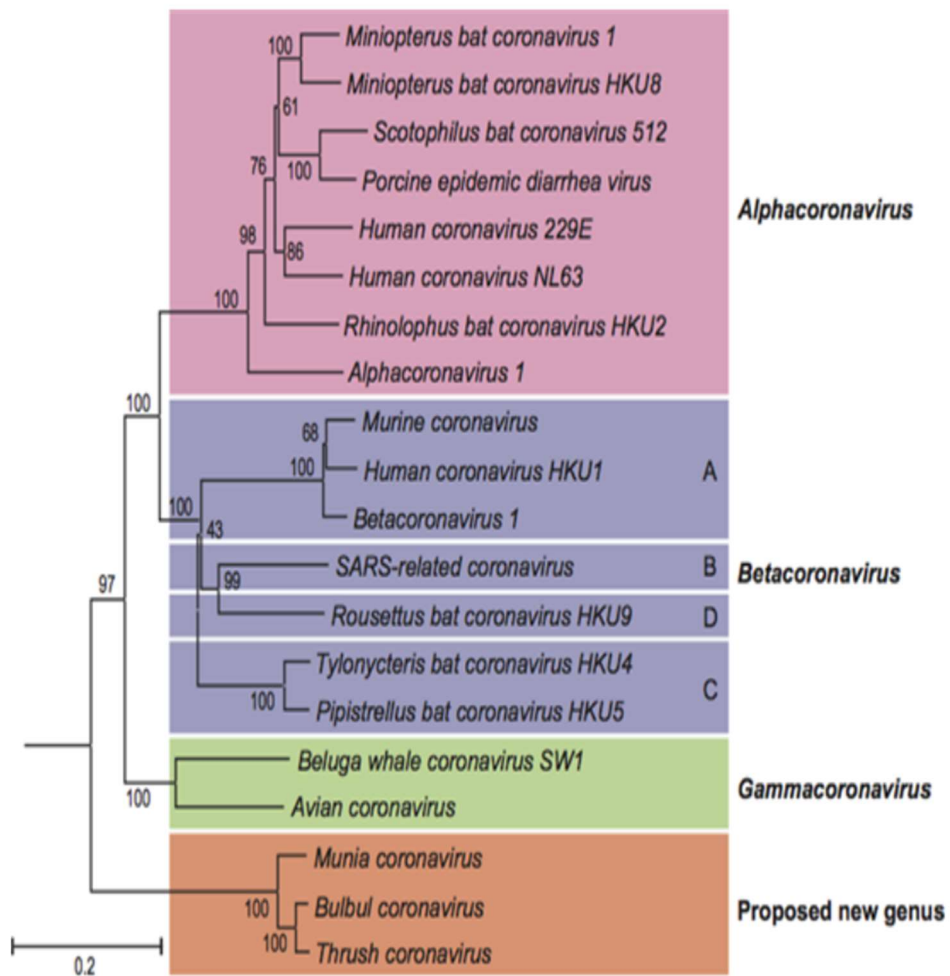 Miniopterus bat coronavirus 1
100
Miniopterus bat coronavirus HKU8
61
Scotophilus bat coronavirus 512
100
Porcine epidemic diarrhea virus
76
Alphacoronavirus
Human coronavirus 229E
98
86
Human coronavirus NL63
100
Rhinolophus bat coronavirus HKU2
Alphacoronavirus 1
100
Murine coronavirus
68
100
Human coronavirus HKU1
A
Betacoronavirus 1
100
43
SARS-related coronavirus
B
Betacoronavirus
97
99
Rousettus bat coronavirus HKU9
D
Tylonycteris bat coronavirus HKU4
C
100
Pipistrellus bat coronavirus HKU5
Beluga whale coronavirus SW1
Gammacoronavirus
100
Avian coronavirus
Munia coronavirus
100
Bulbul coronavirus
Proposed new genus
100
Thrush coronavirus
0.2